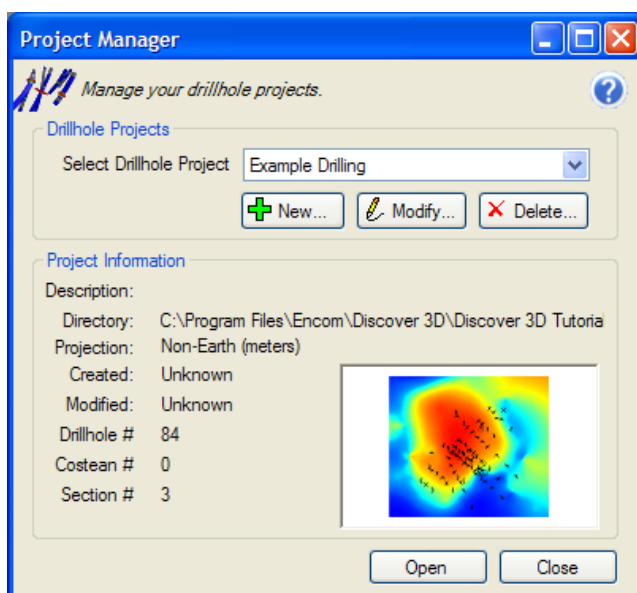 Project Manager
Manage your drillhole projects.
Drillhole Projects
Select Drillhole Project Example Drilling
New... Modify... Delete...
Project Information
Description:
Directory: C:\Program Files\Encom\Discover 3D\Discover 3D Tutorial
Projection: Non-Earth (meters)
Created: Unknown
Modified: Unknown
Drillhole # 84
Costean # 0
Section # 3
Open Close